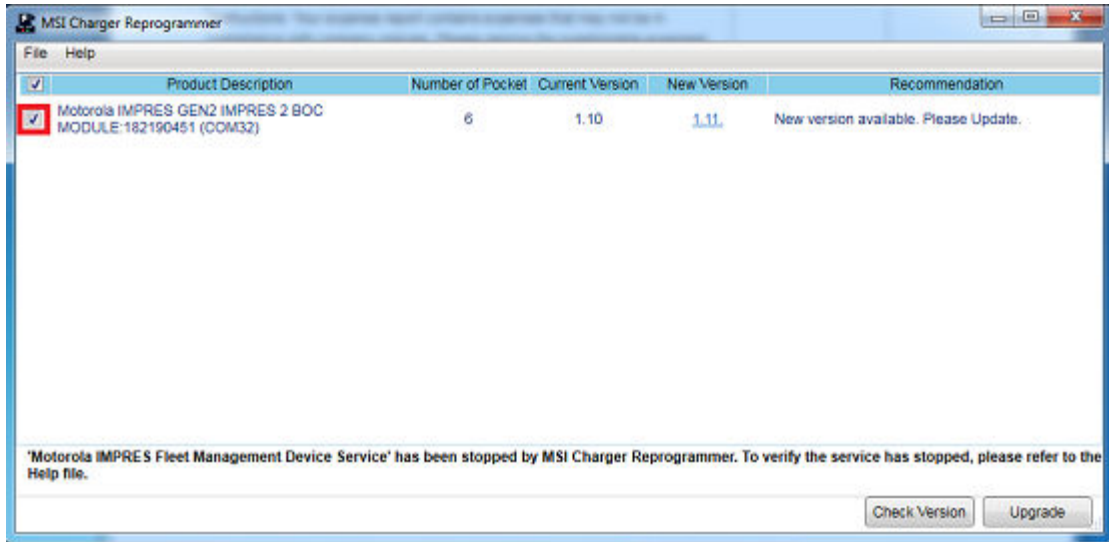 MSI Charger Reprogrammer
File Help
Product Description Number of Pocket Current Version New Version Recommendation
Motorola IMPRES GEN2 IMPRES 2 BOC
MODULE:182190451 (COM32) 6 1.10 1.11. New version available. Please Update.
'Motorola IMPRES Fleet Management Device Service' has been stopped by MSI Charger Reprogrammer. To verify the service has stopped, please refer to the
Help file.
Check Version Upgrade